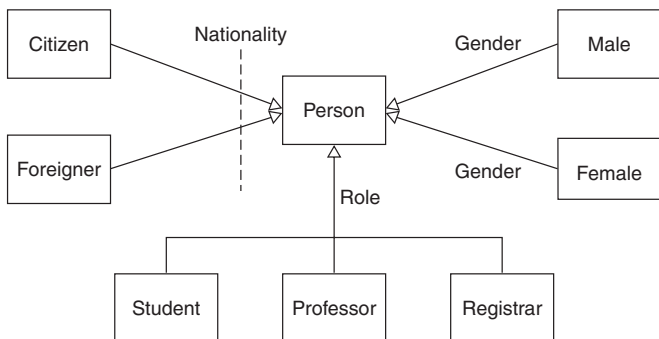 Citizen
Nationality
Gender
Male
Person
Foreigner
Gender
Female
Role
Student
Professor
Registrar